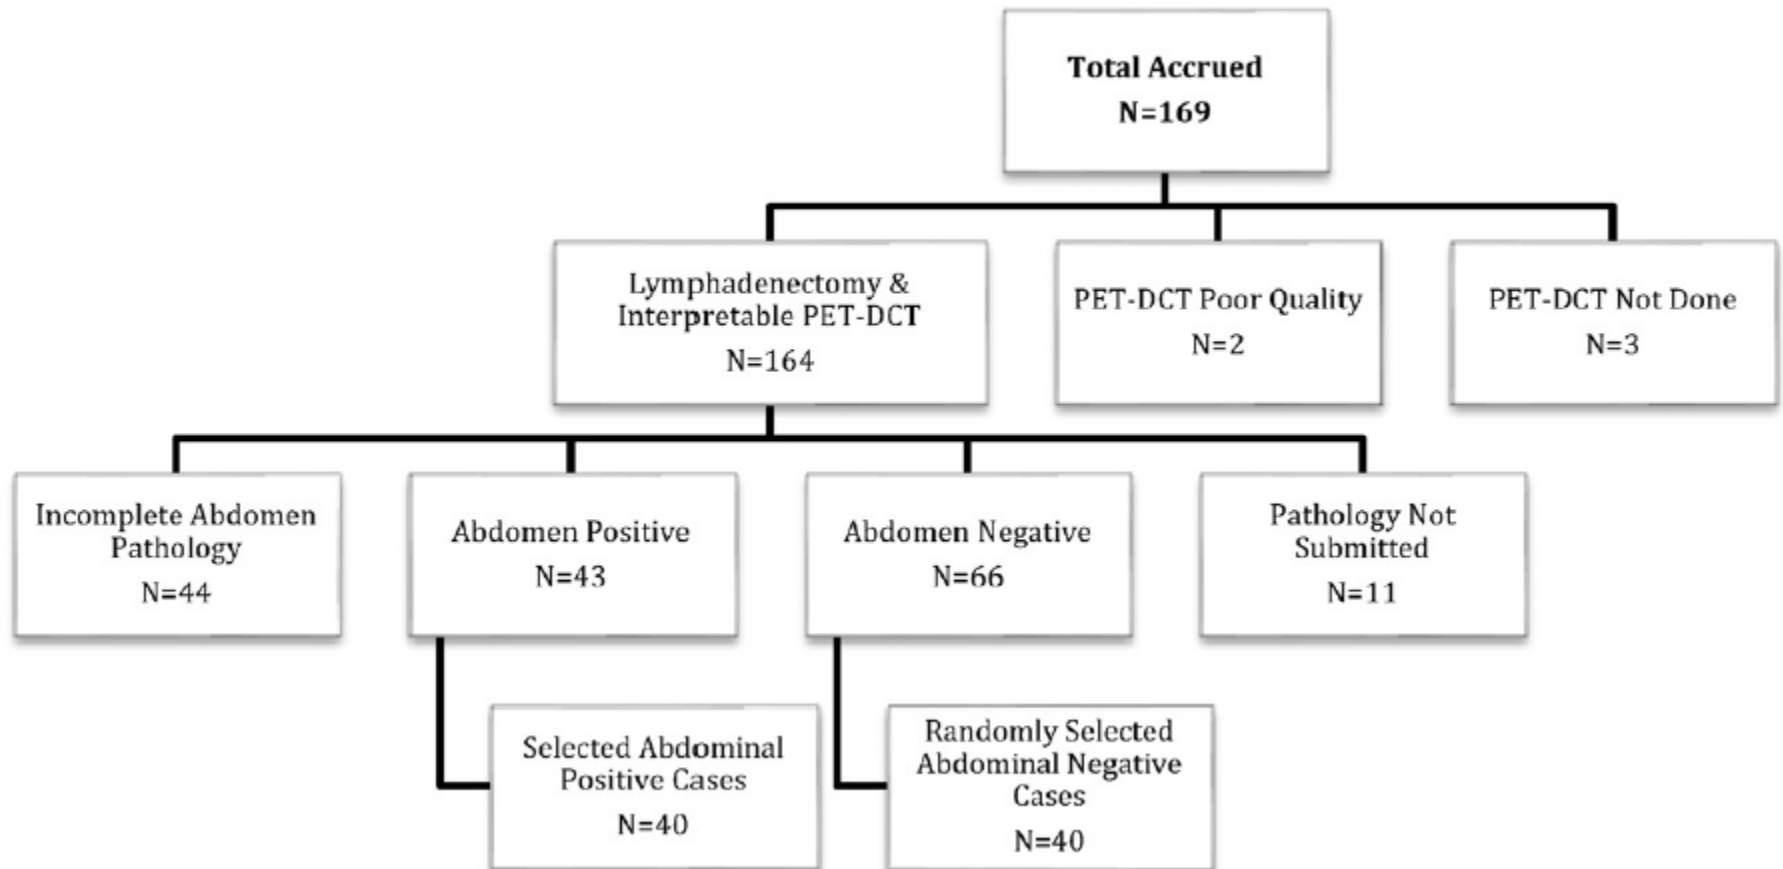 Total Accrued
N=169
Lymphadenectomy &
Interpretable PET-DCT
N=164
PET-DCT Poor Quality
N=2
PET-DCT Not Done
N=3
Incomplete Abdomen
Pathology
N=44
Abdomen Positive
N=43
Abdomen Negative
N=66
Pathology Not
Submitted
N=11
Selected Abdominal
Positive Cases
N=40
Randomly Selected
Abdominal Negative
Cases
N=40